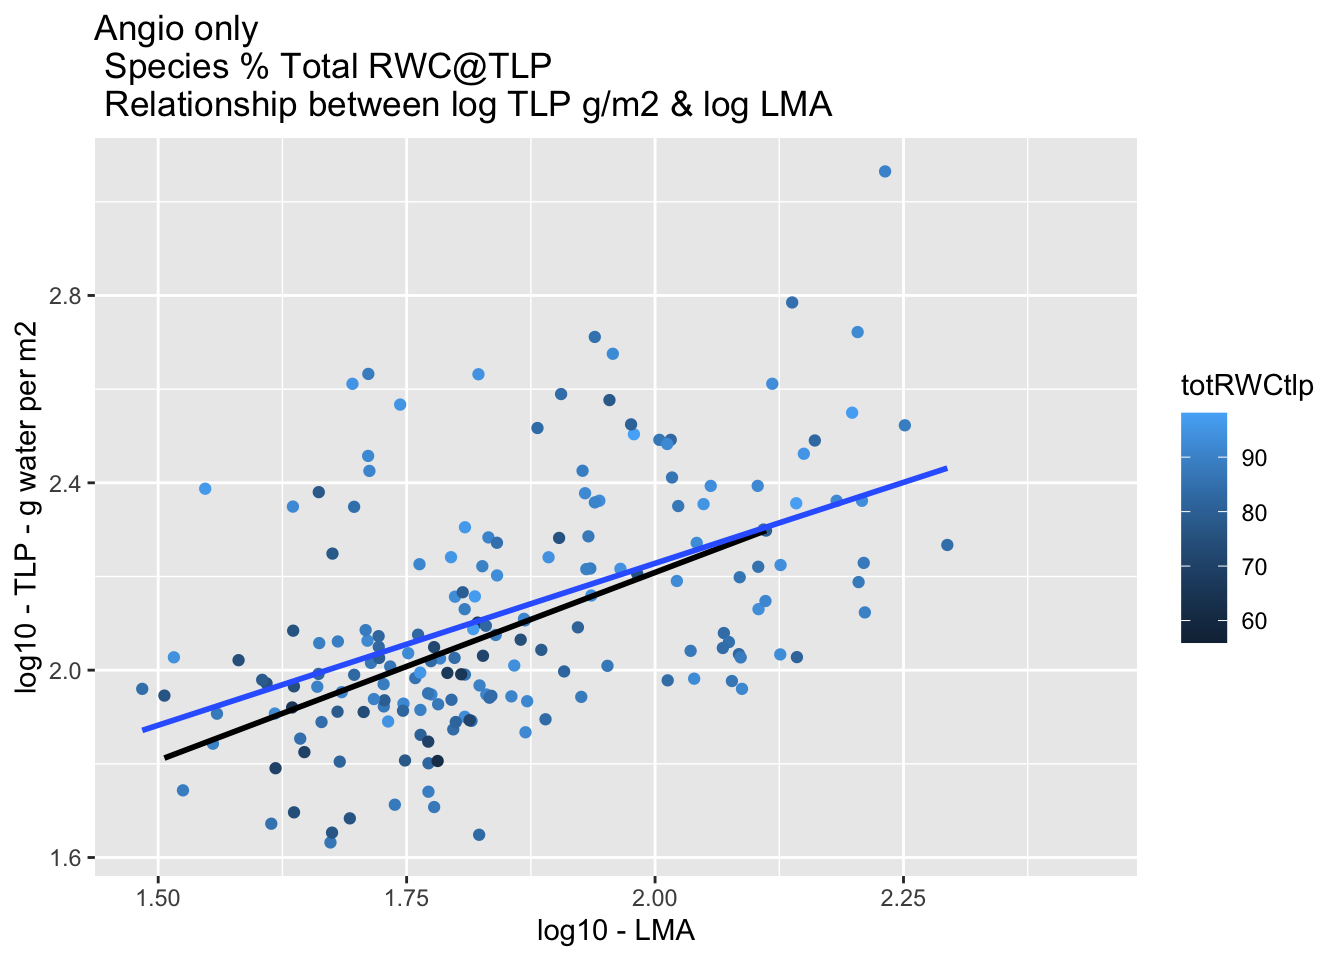 Angio only
Species % Total RWC@TLP
Relationship between log TLP g/m2 & log LMA
log10 - TLP - g water per m2
2.8
2.4
2.0
1.6
1.50 1.75 2.00 2.25
log10 - LMA
totRWCtlp
90
80
70
60